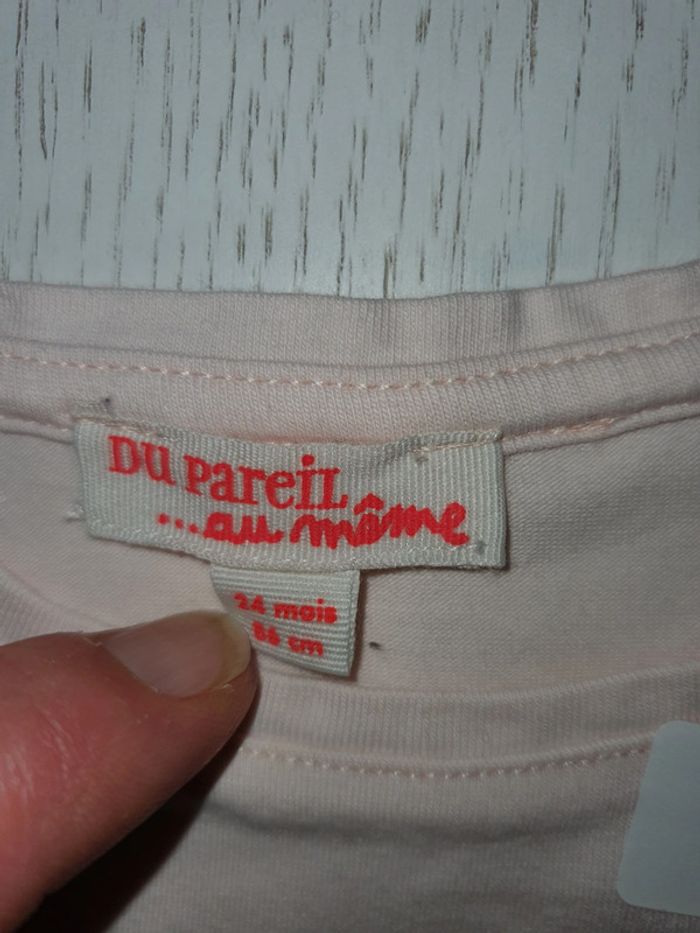 DU PAREIL
...au même
24 mois
86 cm